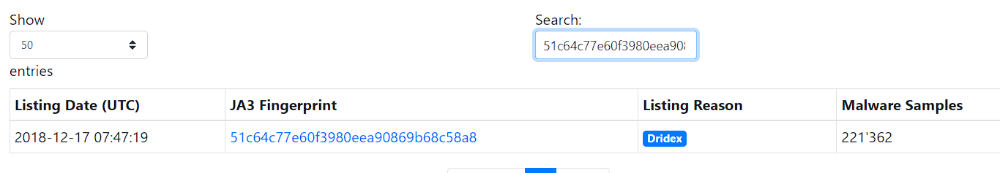 Show
50
entries
Search:
51c64c77e60f3980eea908
Listing Date (UTC) JA3 Fingerprint Listing Reason Malware Samples
2018-12-17 07:47:19 51c64c77e60f3980eea90869b68c58a8 Dridex 221'362